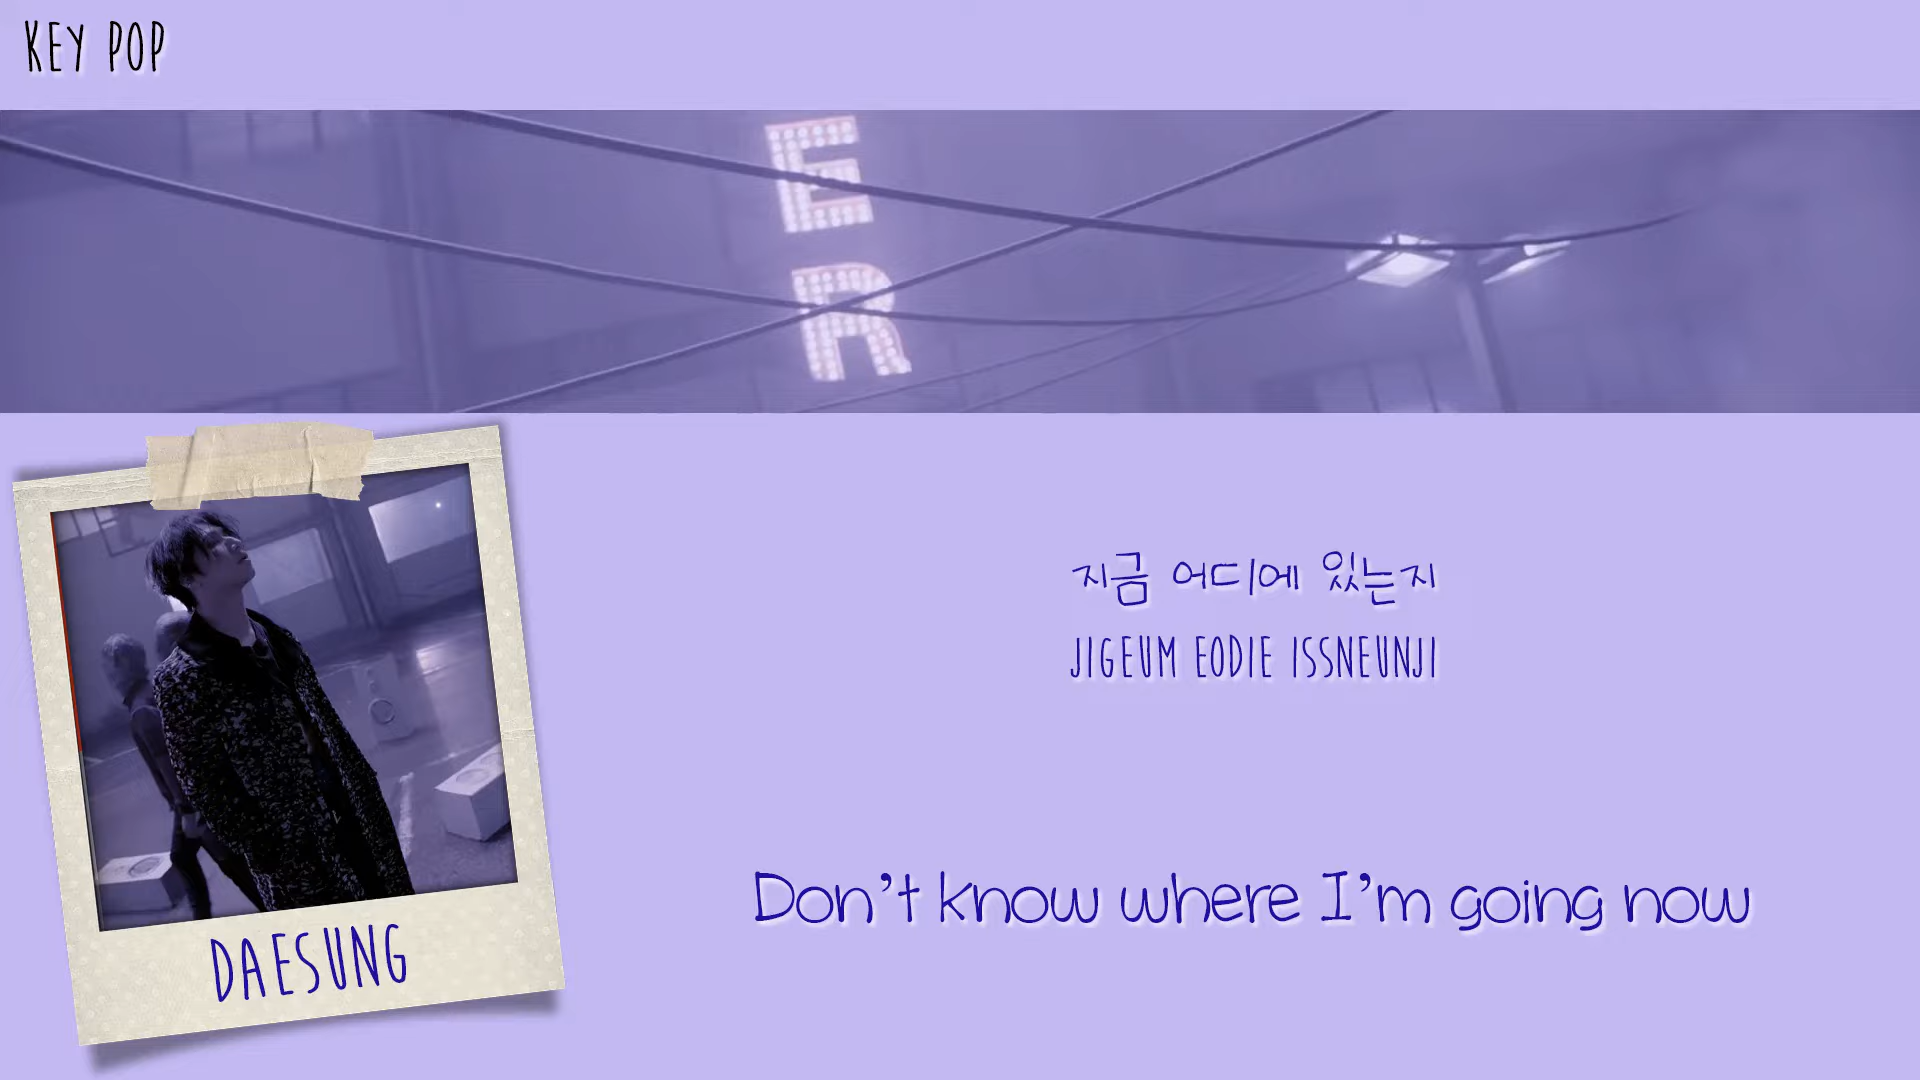 KEY POP
E
R
지금 어디에 있는지
JIGEUM EODIE ISSNEUNJI
Don't know where I'm going now
DAESUNG